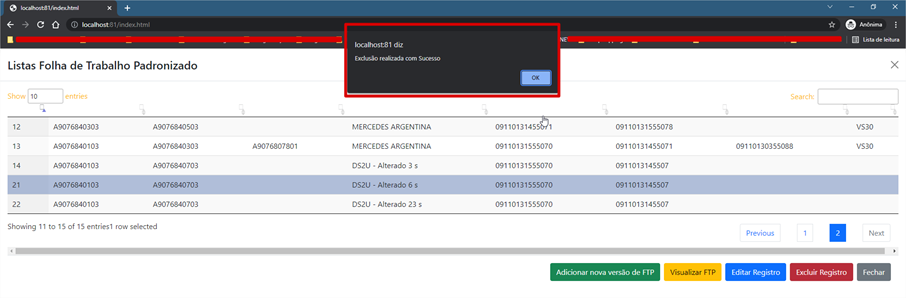 localhost:81/index.html
localhost:81/index.html
Anônima
Lista de leitura
localhost:81 diz
Exclusão realizada com Sucesso
OK
Listas Folha de Trabalho Padronizado
Show 10 entries
Search:
12 A9076840303 A9076840503 MERCEDES ARGENTINA 09110131455071 09110131555078 VS30
13 A9076840103 A9076840303 A9076807801 MERCEDES ARGENTINA 09110131555070 09110131455071 09110130355088 VS30
14 A9076840103 A9076840703 DS2U - Alterado 3 s 09110131555070 0911013145507
21 A9076840103 A9076840703 DS2U - Alterado 6 s 09110131555070 0911013145507
22 A9076840103 A9076840703 DS2U - Alterado 23 s 09110131555070 0911013145507
Showing 11 to 15 of 15 entries1 row selected
Previous 1 2 Next
Adicionar nova versão de FTP Visualizar FTP Editar Registro Excluir Registro Fechar